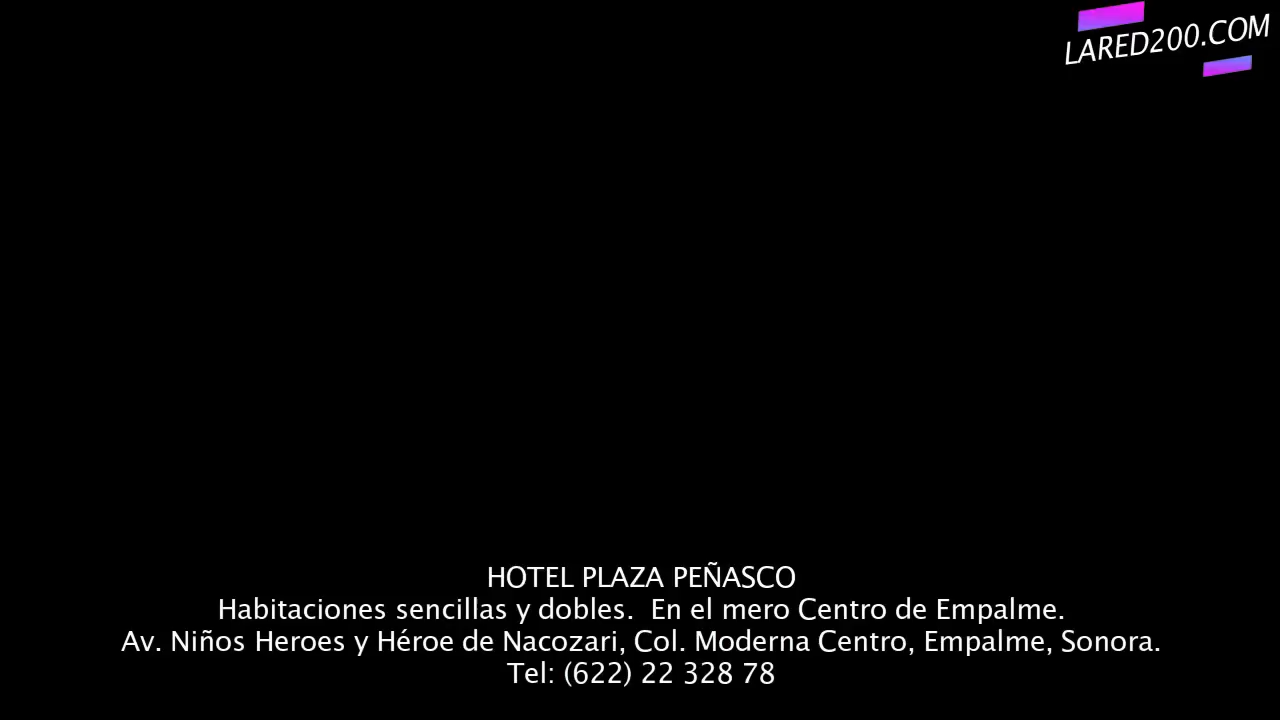 LARED200.COM
HOTEL PLAZA PEÑASCO
Habitaciones sencillas y dobles.  En el mero Centro de Empalme.
Av. Niños Heroes y Héroe de Nacozari, Col. Moderna Centro, Empalme, Sonora.
Tel: (622) 22 328 78